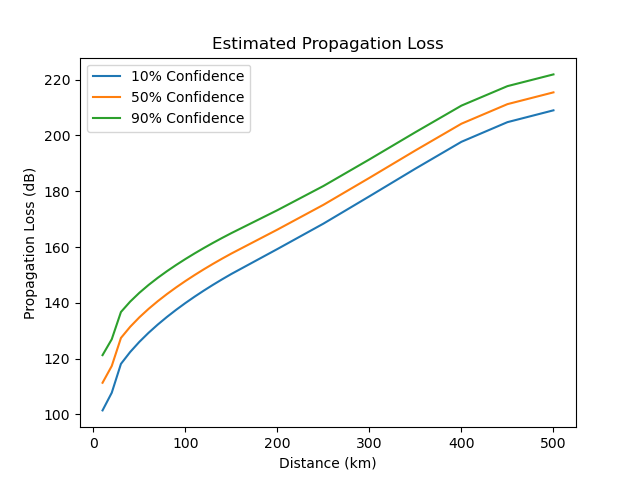 Estimated Propagation Loss
10% Confidence
50% Confidence
90% Confidence
Propagation Loss (dB)
220
200
180
160
140
120
100
0 100 200 300 400 500
Distance (km)